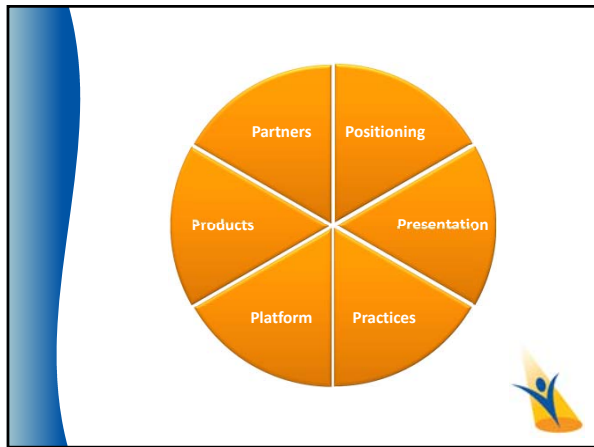 Partners Positioning
Products Presentation
Platform Practices